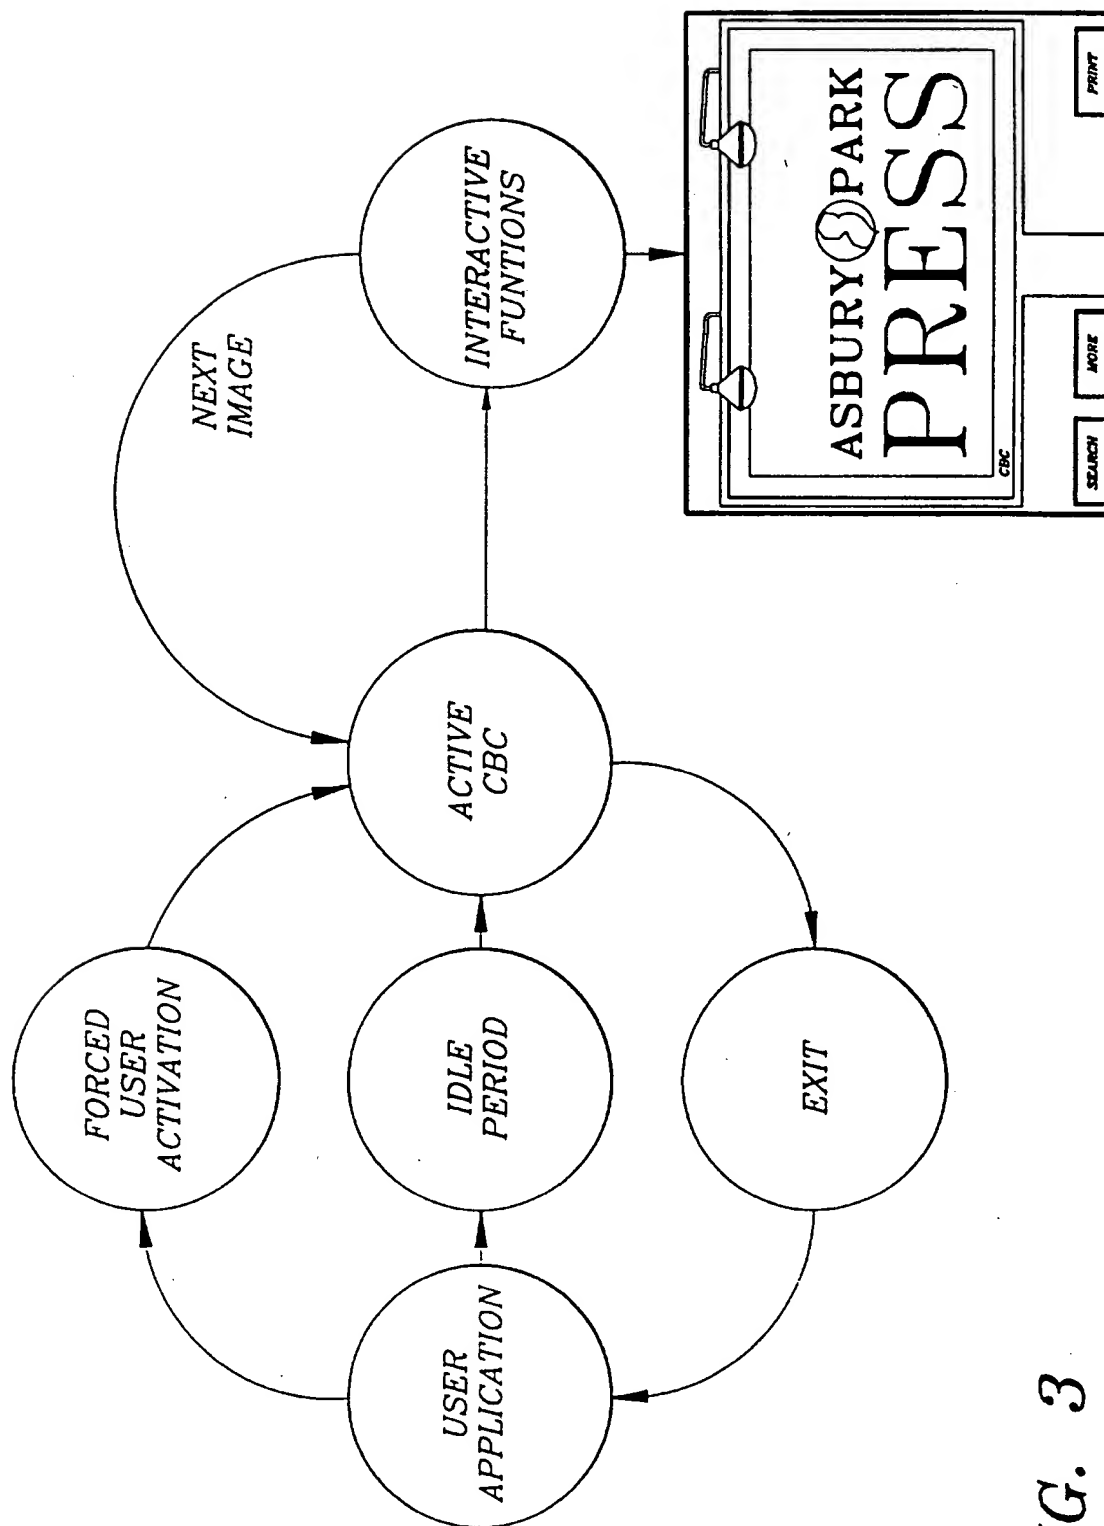 FORCED
USER
ACTIVATION
NEXT
IMAGE
USER
APPLICATION
IDLE
PERIOD
ACTIVE
CBC
INTERACTIVE
FUNTIONS
EXIT
ASBURY PARK
PRESS
CBC
SEARCH
MORE
PRINT
G. 3